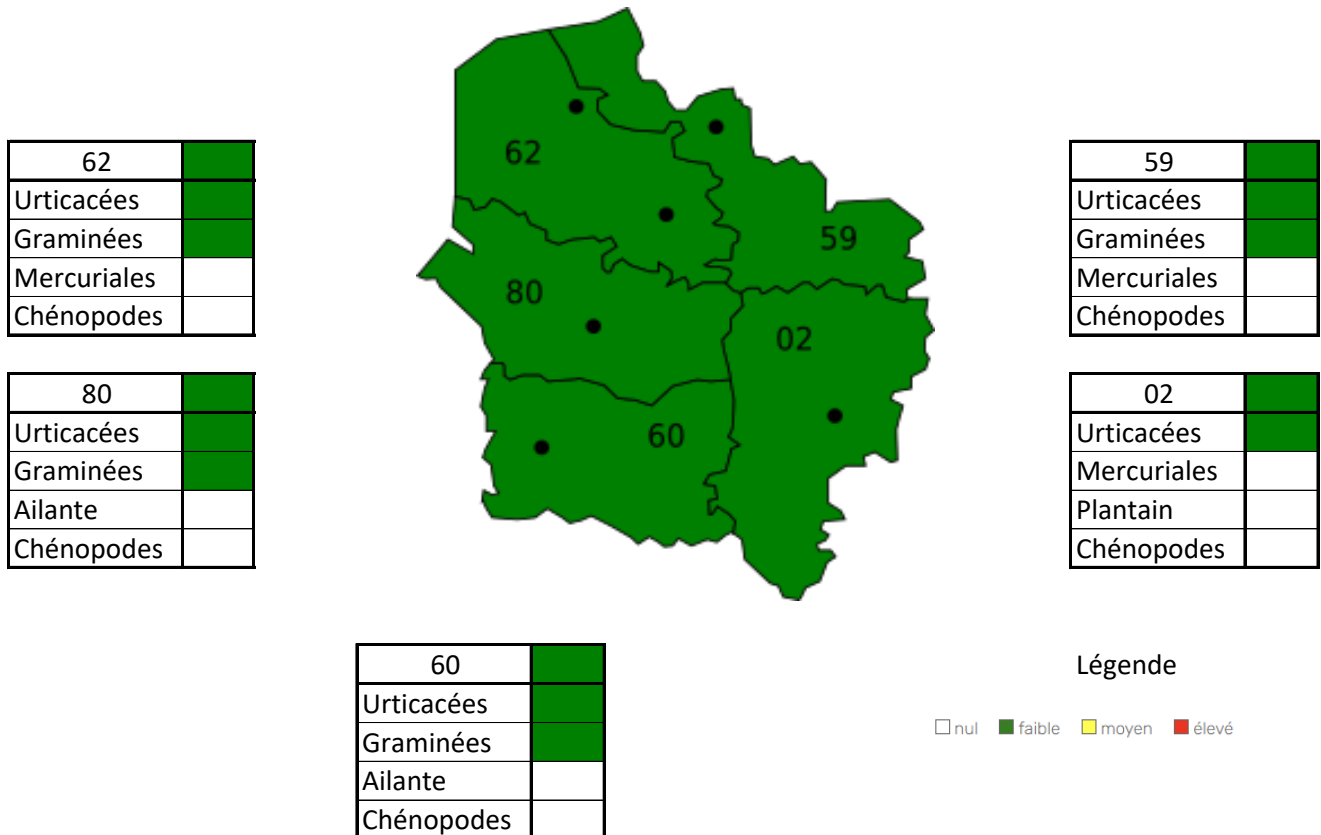 62
Urticacées
Graminées
Mercuriales
Chénopodes
80
Urticacées
Graminées
Ailante
Chénopodes
62
59
80
02
60
59
Urticacées
Graminées
Mercuriales
Chénopodes
02
Urticacées
Mercuriales
Plantain
Chénopodes
60
Urticacées
Graminées
Ailante
Chénopodes
Légende
nul faible moyen élevé